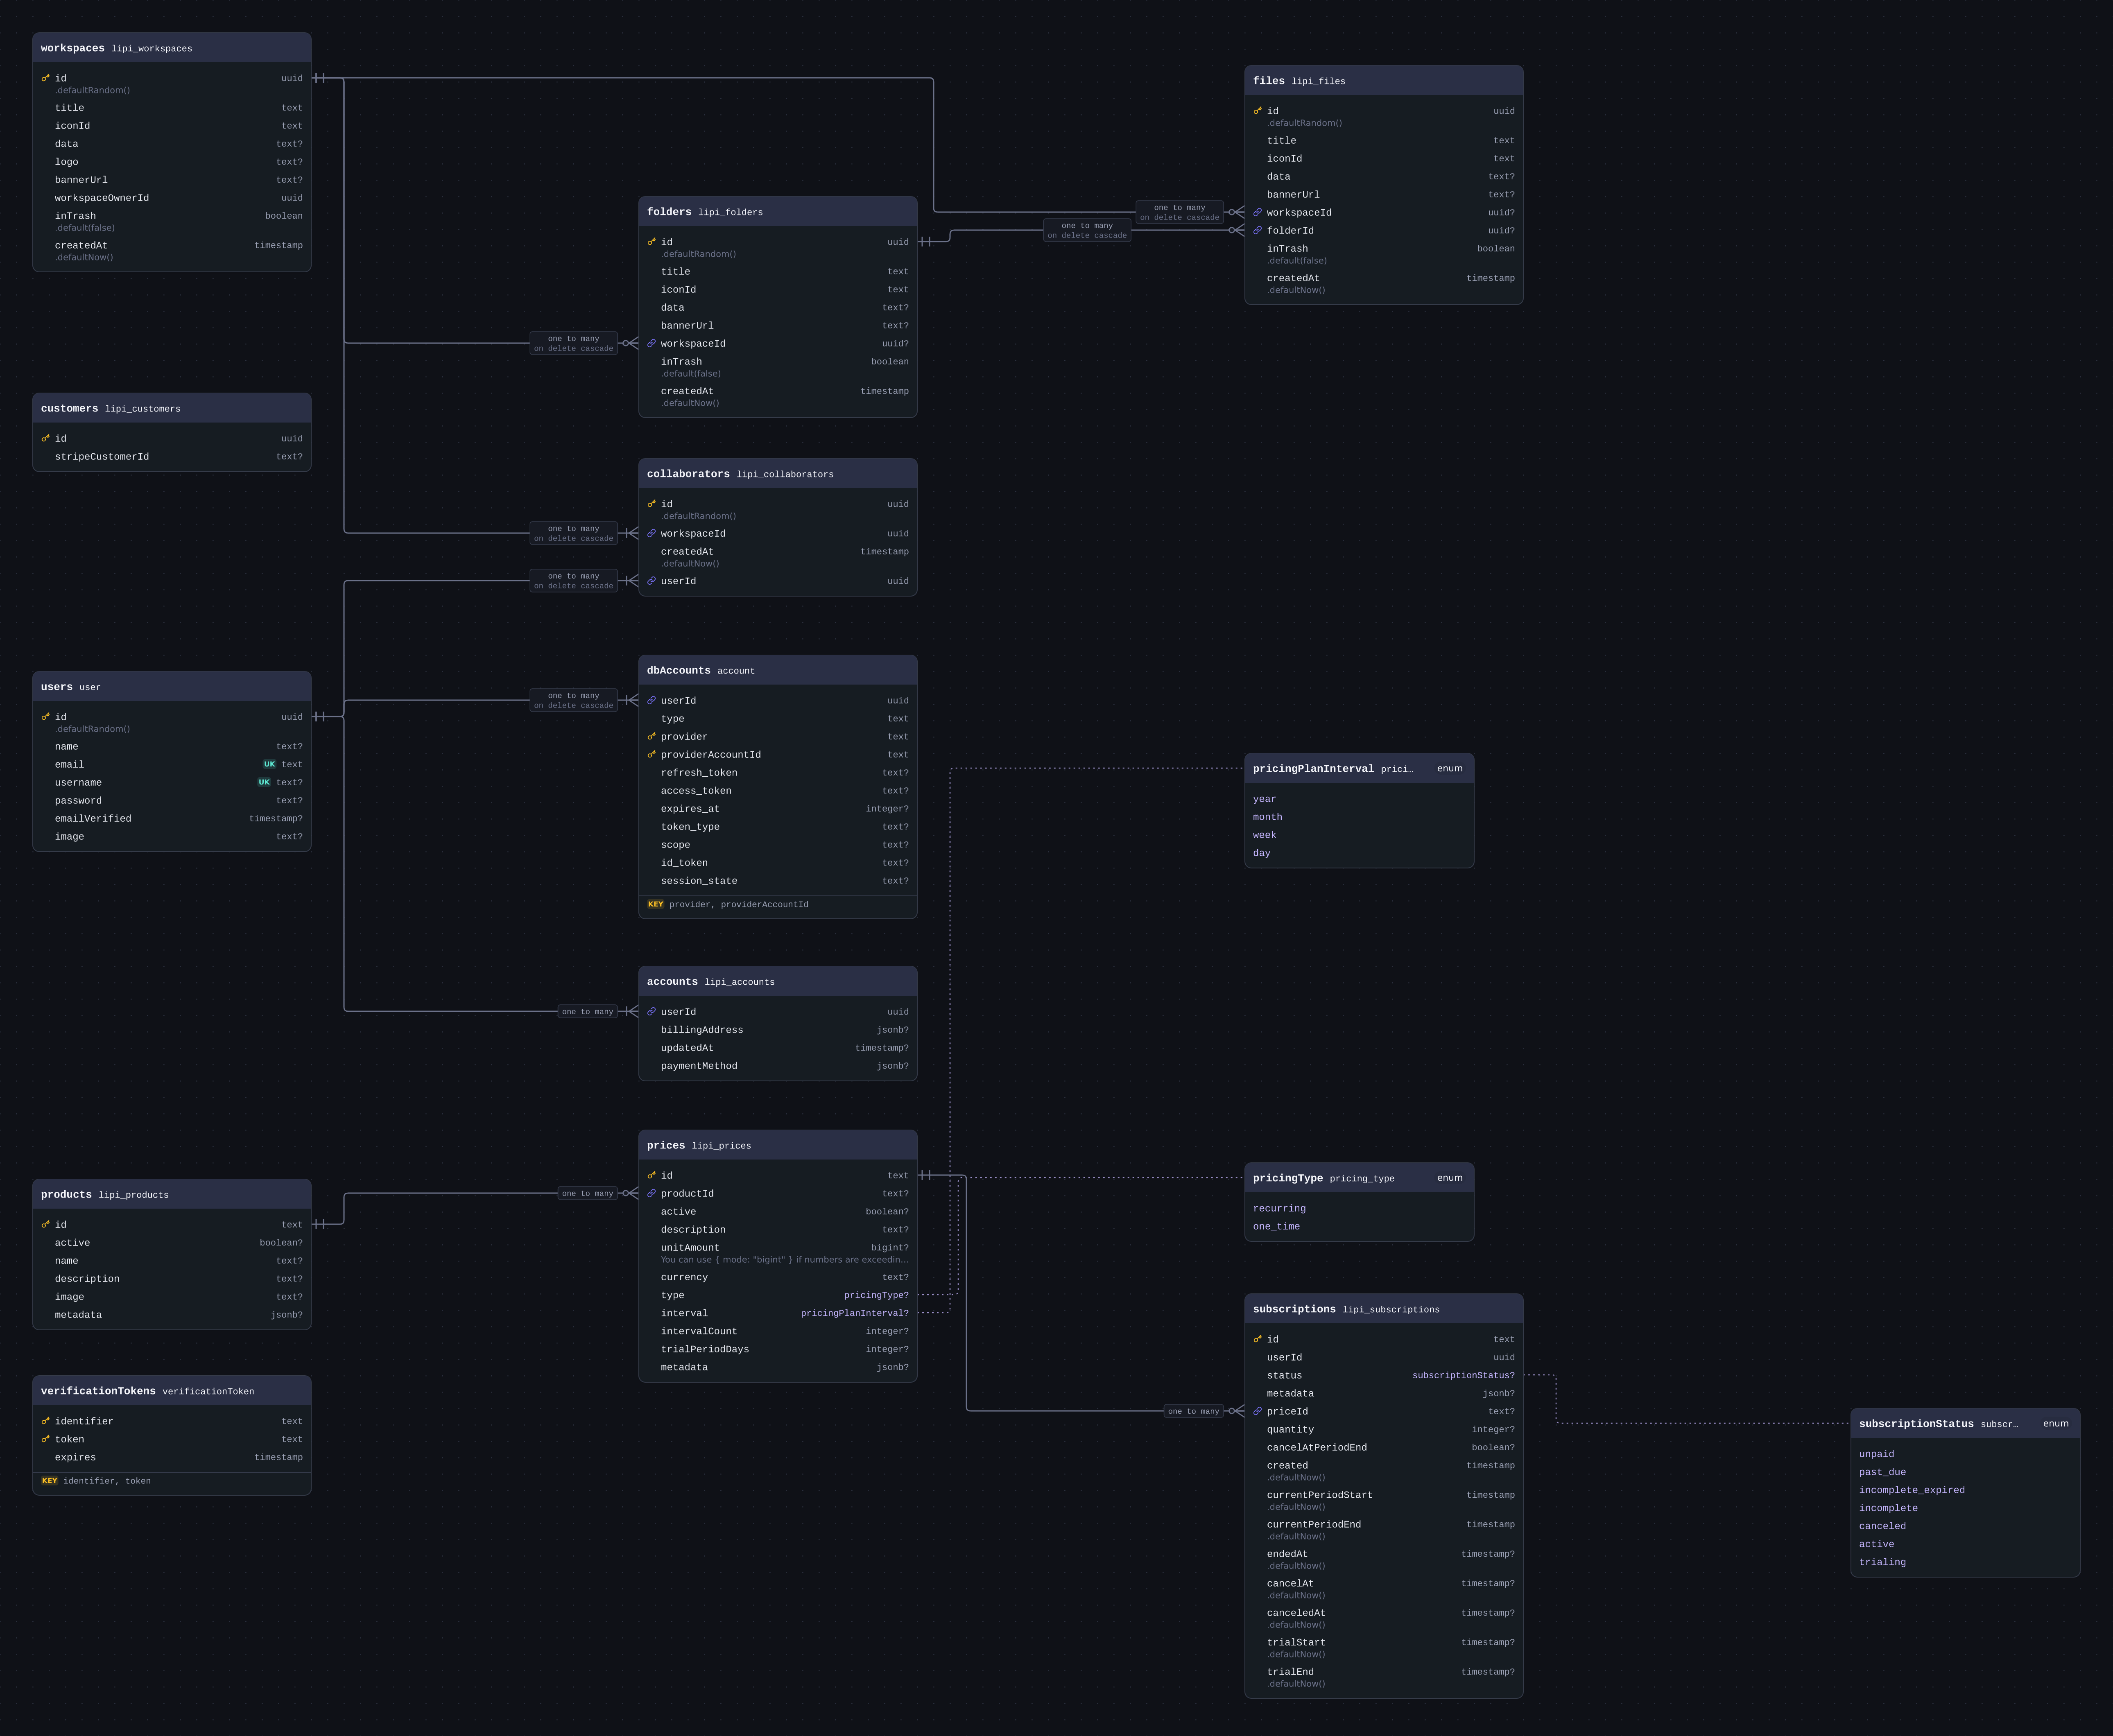 workspaces lipi_workspaces
id uuid
.defaultRandom()
title text
iconId text
data text?
logo text?
bannerUrl text?
workspaceOwnerId uuid
inTrash boolean
.default(false)
createdAt timestamp
.defaultNow()
customers lipi_customers
id uuid
stripeCustomerId text?
users user
id uuid
.defaultRandom()
name text?
email UK text
username UK text?
password text?
emailVerified timestamp?
image text?
products lipi_products
id text
active boolean?
name text?
description text?
image text?
metadata jsonb?
verificationTokens verificationToken
identifier text
token text
expires timestamp
KEY identifier, token
folders lipi_folders
id uuid
.defaultRandom()
title text
iconId text
data text?
bannerUrl text?
workspaceId uuid?
inTrash boolean
.default(false)
createdAt timestamp
.defaultNow()
one to many
on delete cascade
collaborators lipi_collaborators
id uuid
.defaultRandom()
workspaceId uuid
createdAt timestamp
.defaultNow()
userId uuid
one to many
on delete cascade
one to many
on delete cascade
dbAccounts account
userId uuid
type text
provider text
providerAccountId text
refresh_token text?
access_token text?
expires_at integer?
token_type text?
scope text?
id_token text?
session_state text?
KEY provider, providerAccountId
one to many
on delete cascade
accounts lipi_accounts
userId uuid
billingAddress jsonb?
updatedAt timestamp?
paymentMethod jsonb?
one to many
prices lipi_prices
id text
productId text?
active boolean?
description text?
unitAmount bigint?
You can use { mode: "bigint" } if numbers are exceedin…
currency text?
type pricingType?
interval pricingPlanInterval?
intervalCount integer?
trialPeriodDays integer?
metadata jsonb?
one to many
files lipi_files
id uuid
.defaultRandom()
title text
iconId text
data text?
bannerUrl text?
workspaceId uuid?
folderId uuid?
inTrash boolean
.default(false)
createdAt timestamp
.defaultNow()
one to many
on delete cascade
one to many
on delete cascade
pricingPlanInterval prici… enum
year
month
week
day
pricingType pricing_type enum
recurring
one_time
subscriptions lipi_subscriptions
id text
userId uuid
status subscriptionStatus?
metadata jsonb?
priceId text?
quantity integer?
cancelAtPeriodEnd boolean?
created timestamp
.defaultNow()
currentPeriodStart timestamp
.defaultNow()
currentPeriodEnd timestamp
.defaultNow()
endedAt timestamp?
.defaultNow()
cancelAt timestamp?
.defaultNow()
canceledAt timestamp?
.defaultNow()
trialStart timestamp?
.defaultNow()
trialEnd timestamp?
.defaultNow()
one to many
subscriptionStatus subscr… enum
unpaid
past_due
incomplete_expired
incomplete
canceled
active
trialing